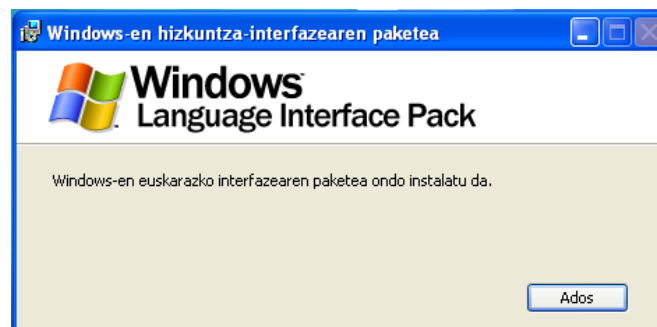 Windows-en hizkuntza-interfazearen paketea
Windows
Language Interface Pack
Windows-en euskarazko interfazearen paketea ondo instalatu da.
Ados